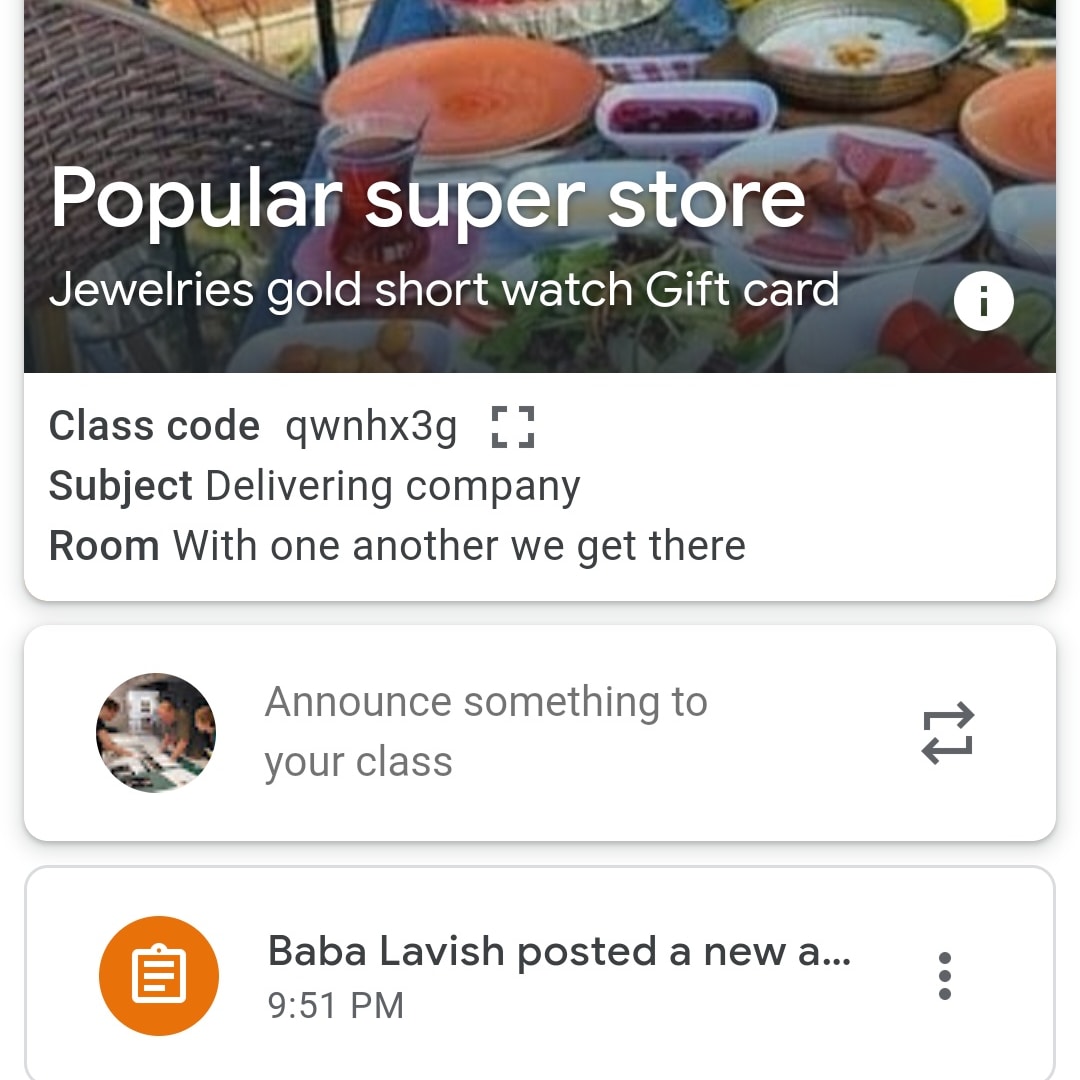 Popular super store
Jewelries gold short watch Gift card
Class code qwnhx3g
Subject Delivering company
Room With one another we get there
Announce something to
your class
Baba Lavish posted a new a...
9:51 PM